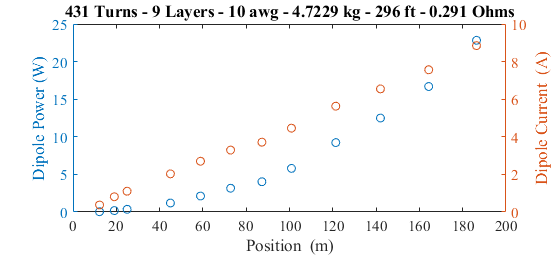 431 Turns - 9 Layers - 10 awg - 4.7229 kg - 296 ft - 0.291 Ohms
Dipole Power (W)
25
20
15
10
5
0
0 20 40 60 80 100 120 140 160 180 200
Position (m)
10
8
6
4
2
0
Dipole Current (A)